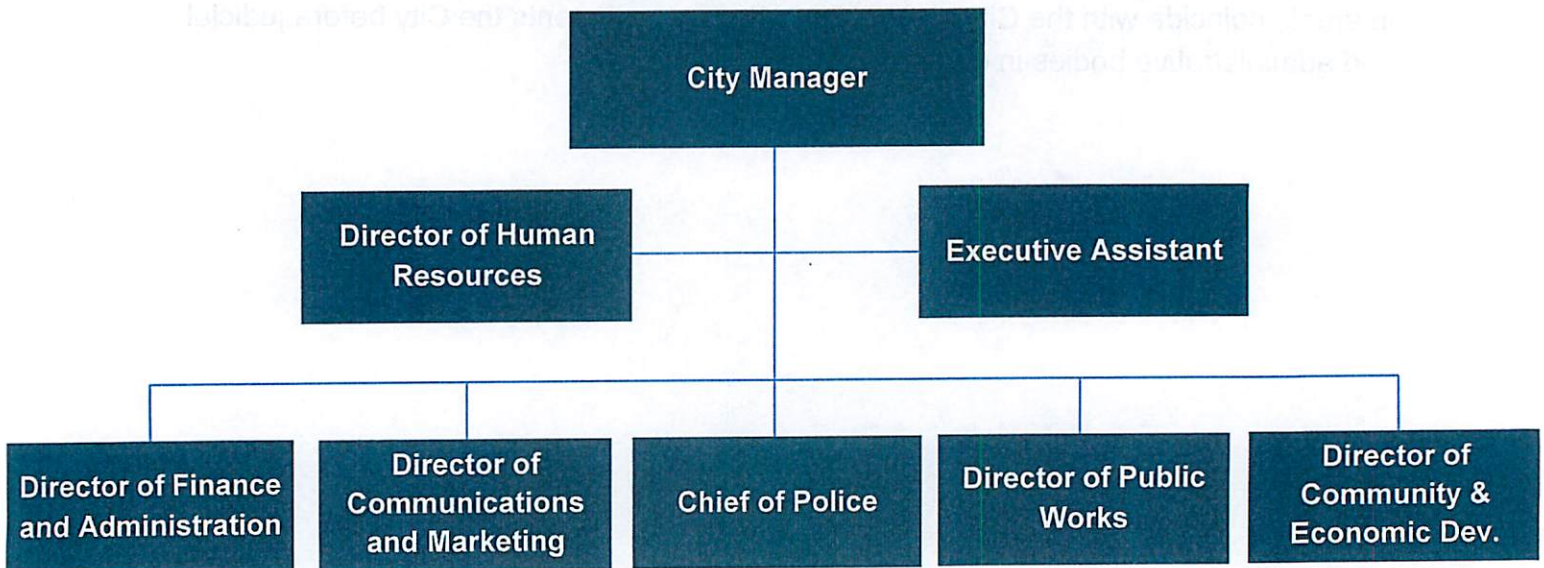 City Manager
Director of Human
Resources
Executive Assistant
Director of Finance
and Administration
Director of
Communications
and Marketing
Chief of Police
Director of Public
Works
Director of
Community &
Economic Dev.